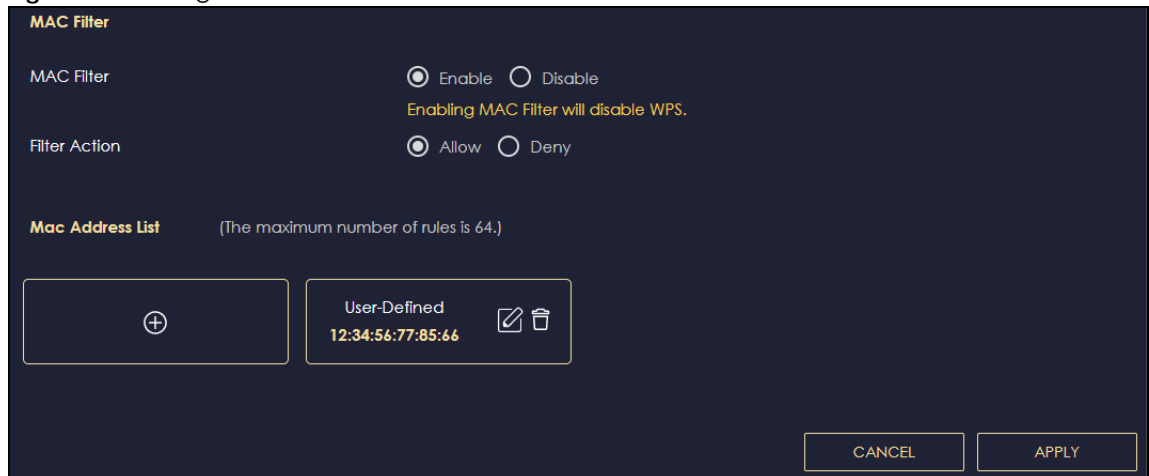 MAC Filter
MAC Filter Enable Disable
Enabling MAC Filter will disable WPS.
Filter Action Allow Deny
Mac Address List (The maximum number of rules is 64.)
User-Defined
12:34:56:77:85:66
CANCEL APPLY